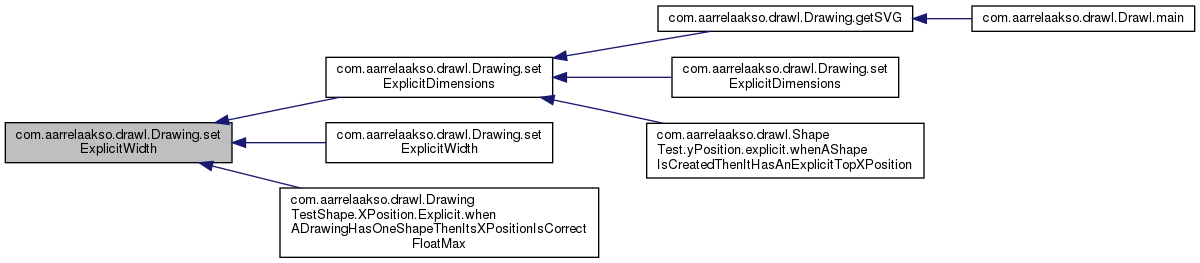 com.aarrelaakso.drawl.Drawing.getSVG
com.aarrelaakso.drawl.Drawl.main
com.aarrelaakso.drawl.Drawing.set
ExplicitDimensions
com.aarrelaakso.drawl.Drawing.set
ExplicitDimensions
com.aarrelaakso.drawl.Drawing.set
ExplicitWidth
com.aarrelaakso.drawl.Drawing.set
ExplicitWidth
com.aarrelaakso.drawl.Shape
Test.yPosition.explicit.whenAShape
IsCreatedThenItHasAnExplicitTopXPosition
com.aarrelaakso.drawl.Drawing
TestShape.XPosition.Explicit.when
ADrawingHasOneShapeThenItsXPositionIsCorrect
FloatMax